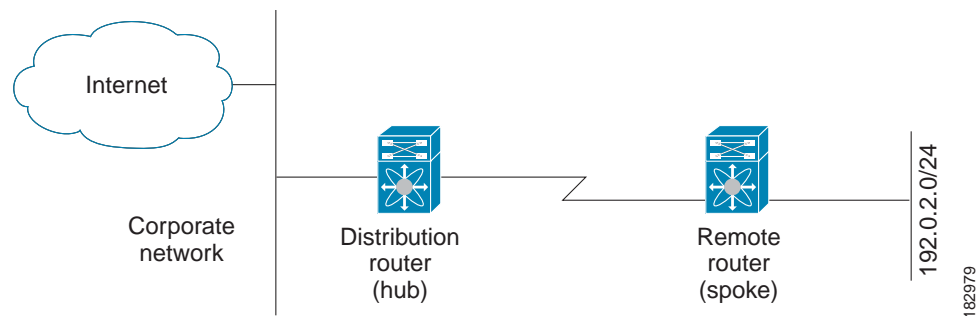 Internet
Corporate
network
Distribution
router
(hub)
Remote
router
(spoke)
192.0.2.0/24
182979